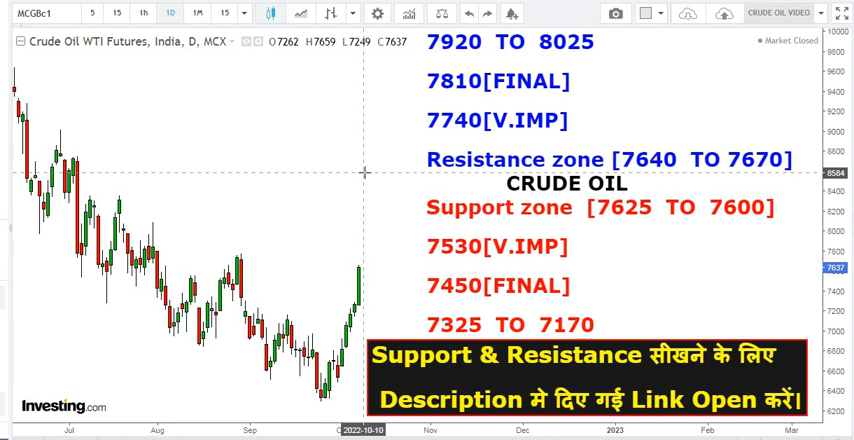 MCGBc1 5 15 1h 1D 1M 15 CRUDE OIL VIDEO
Crude Oil WTI Futures, India, D, MCX O7262 H7659 L7249 C7637
Market Closed
7920 TO 8025
7810[FINAL]
7740[V.IMP]
Resistance zone [7640 TO 7670]
CRUDE OIL
Support zone [7625 TO 7600]
7530[V.IMP]
7450[FINAL]
7325 TO 7170
Support & Resistance सीखने के लिए
Description मे दिए गई Link Open करें।
Investing.com
10000
9800
9600
9400
9200
9000
8800
8584
8400
8200
8000
7800
7637
7400
7200
7000
6800
6600
6400
6200
Jul Aug Sep 2022-10-10 Nov Dec 2023 Feb Mar